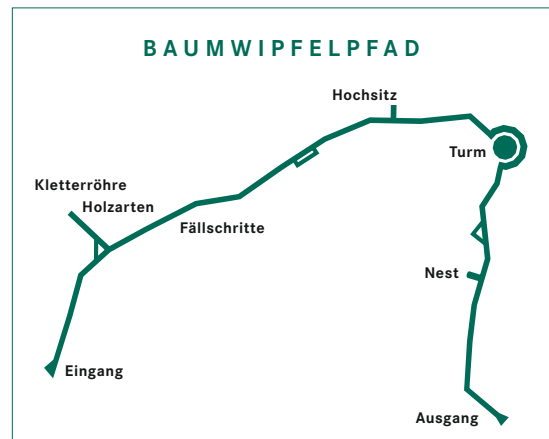 BAUMWIPFELPFAD
Hochsitz
Turm
Kletterröhre
Holzarten
Fällschritte
Nest
Eingang
Ausgang